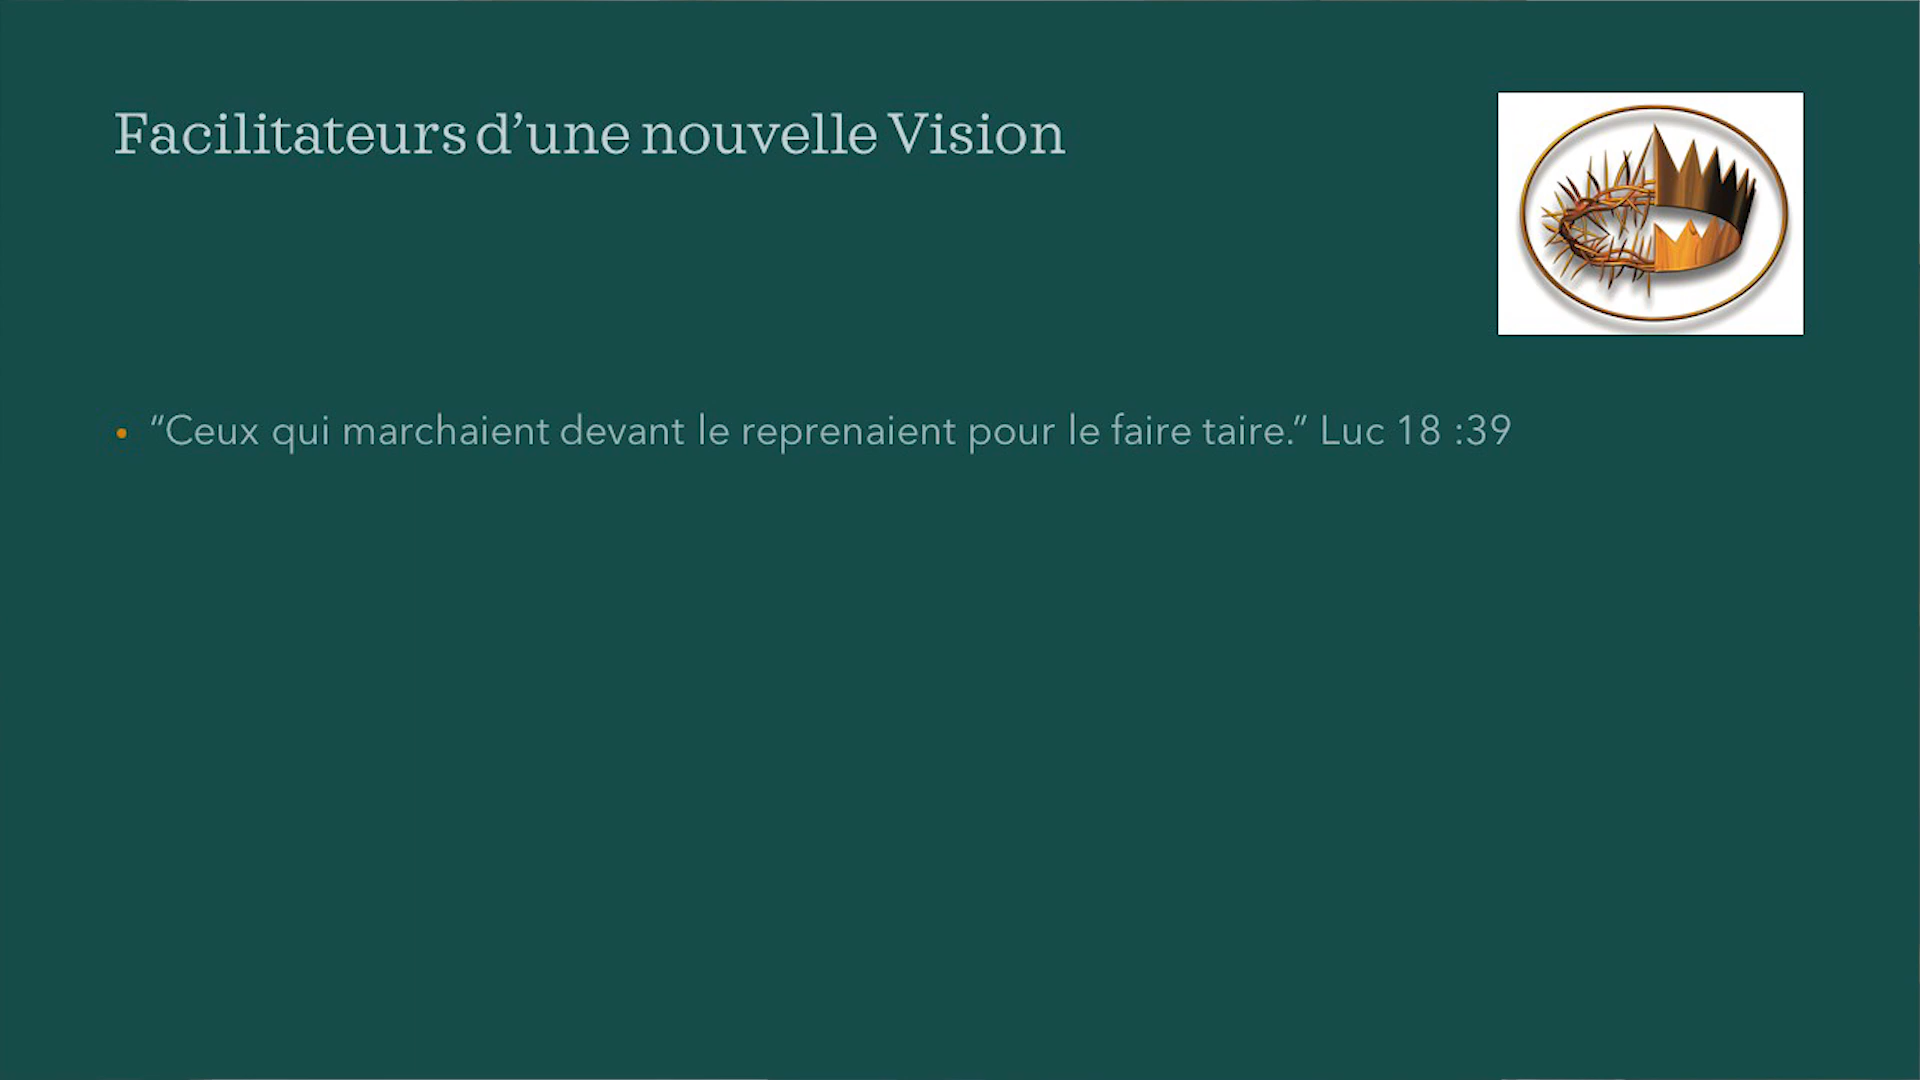 Facilitateurs d’une nouvelle Vision
• “Ceux qui marchaient devant le reprenaient pour le faire taire.” Luc 18 :39